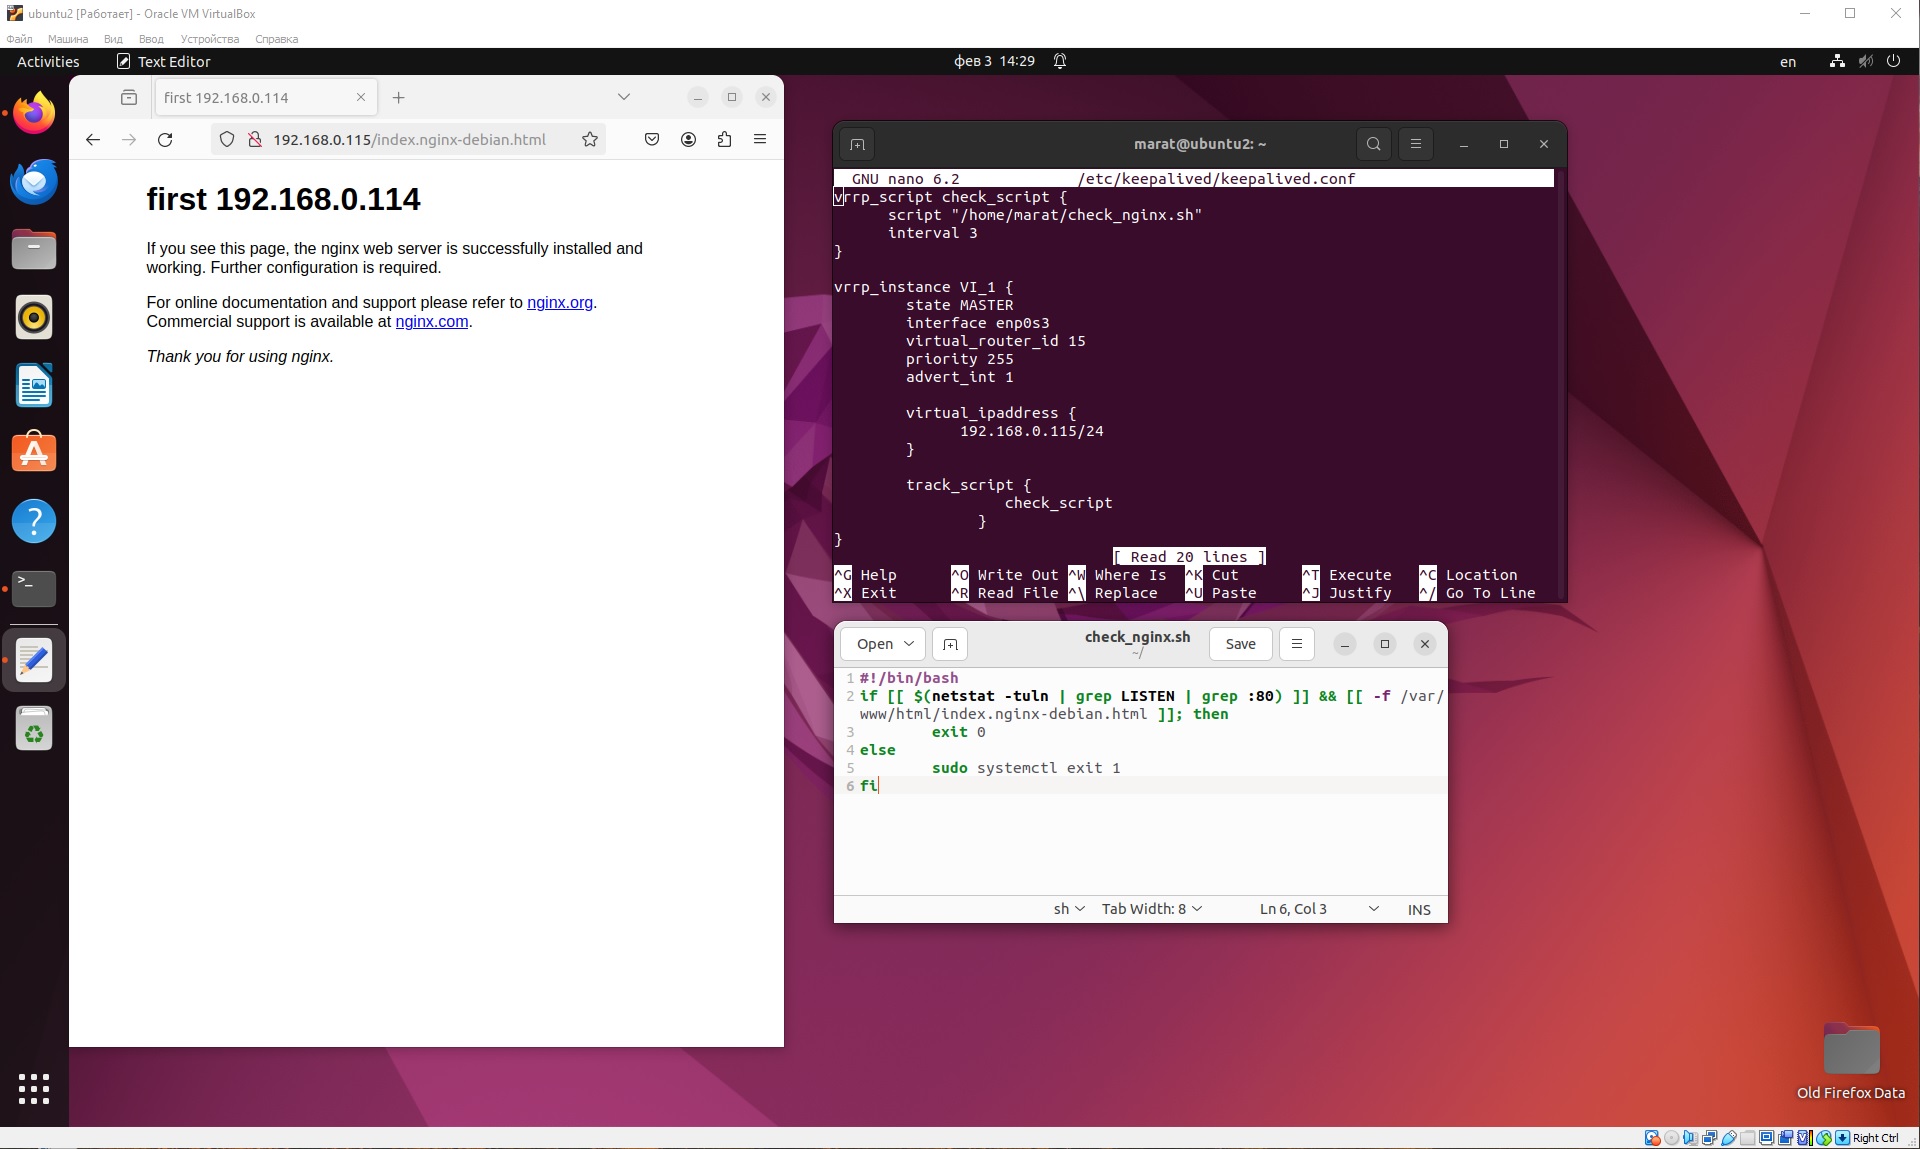 ubuntu2 [Работает] - Oracle VM VirtualBox
Файл Машина Вид Ввод Устройства Справка
Activities Text Editor фев 3 14:29 en
first 192.168.0.114
192.168.0.115/index.nginx-debian.html
first 192.168.0.114
If you see this page, the nginx web server is successfully installed and
working. Further configuration is required.
For online documentation and support please refer to nginx.org.
Commercial support is available at nginx.com.
Thank you for using nginx.
marat@ubuntu2: ~
GNU nano 6.2 /etc/keepalived/keepalived.conf
vrrp_script check_script {
script "/home/marat/check_nginx.sh"
interval 3
}
vrrp_instance VI_1 {
state MASTER
interface enp0s3
virtual_router_id 15
priority 255
advert_int 1
virtual_ipaddress {
192.168.0.115/24
}
track_script {
check_script
}
}
[ Read 20 lines ]
^G Help ^O Write Out ^W Where Is ^K Cut ^T Execute ^C Location
^X Exit ^R Read File ^\ Replace ^U Paste ^J Justify ^/ Go To Line
Open check_nginx.sh Save
~/
1 #!/bin/bash
2 if [[ $(netstat -tuln | grep LISTEN | grep :80) ]] && [[ -f /var/
www/html/index.nginx-debian.html ]]; then
3 exit 0
4 else
5 sudo systemctl exit 1
6 fi
sh Tab Width: 8 Ln 6, Col 3 INS
Old Firefox Data
Right Ctrl